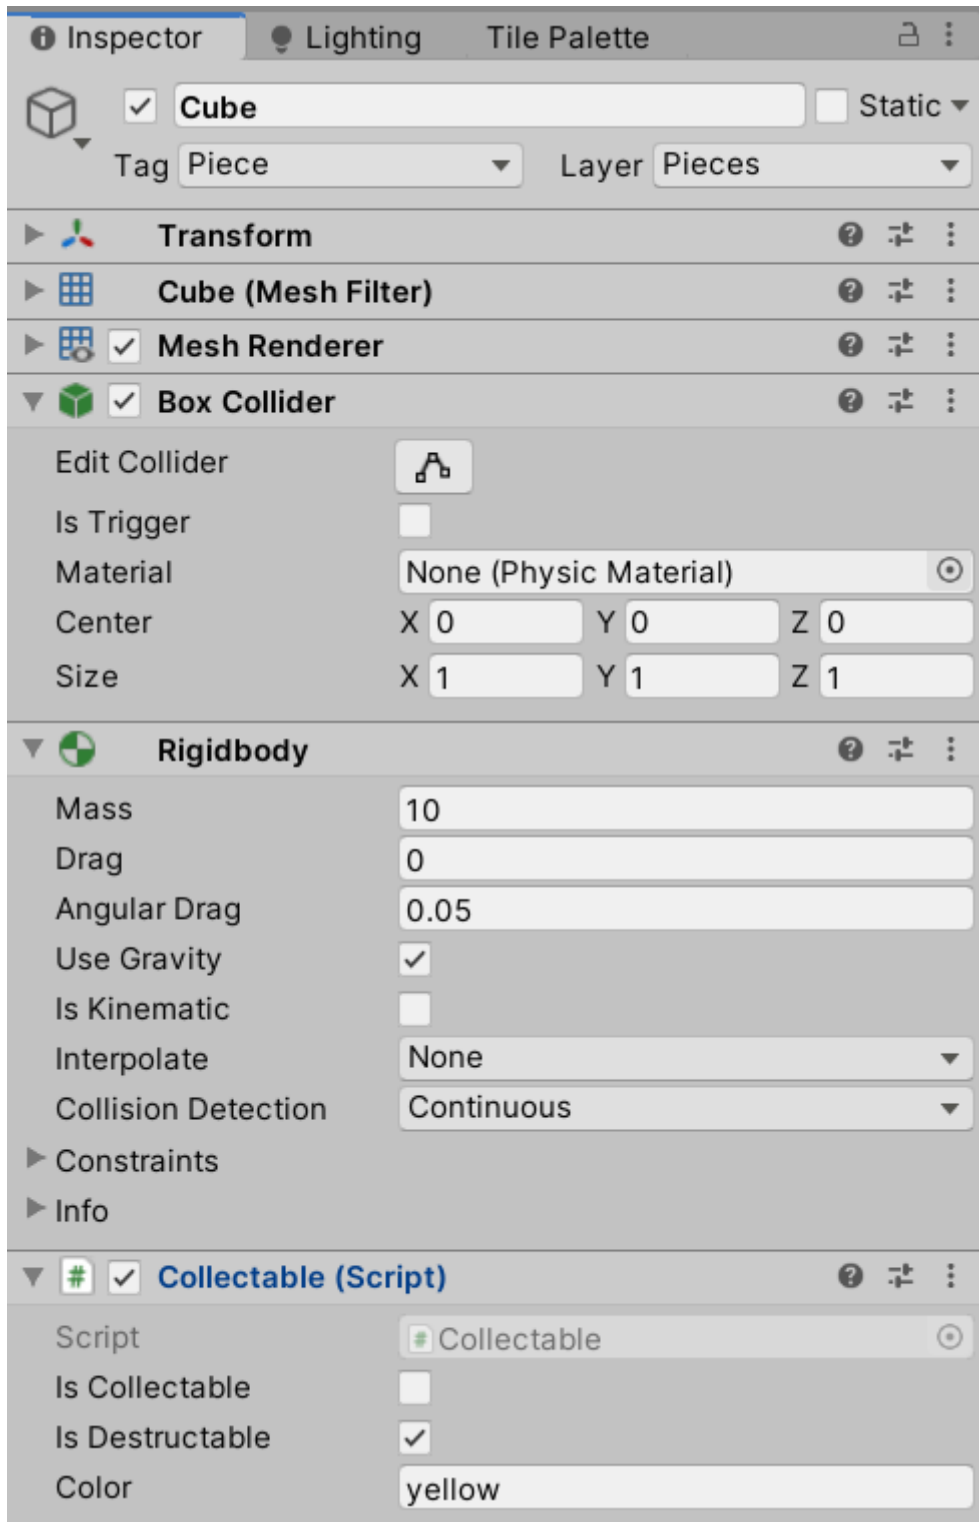 Inspector Lighting Tile Palette
Cube Static
Tag Piece Layer Pieces
Transform
Cube (Mesh Filter)
Mesh Renderer
Box Collider
Edit Collider
Is Trigger
Material None (Physic Material)
Center X 0 Y 0 Z 0
Size X 1 Y 1 Z 1
Rigidbody
Mass 10
Drag 0
Angular Drag 0.05
Use Gravity
Is Kinematic
Interpolate None
Collision Detection Continuous
Constraints
Info
# Collectable (Script)
Script # Collectable
Is Collectable
Is Destructable
Color yellow